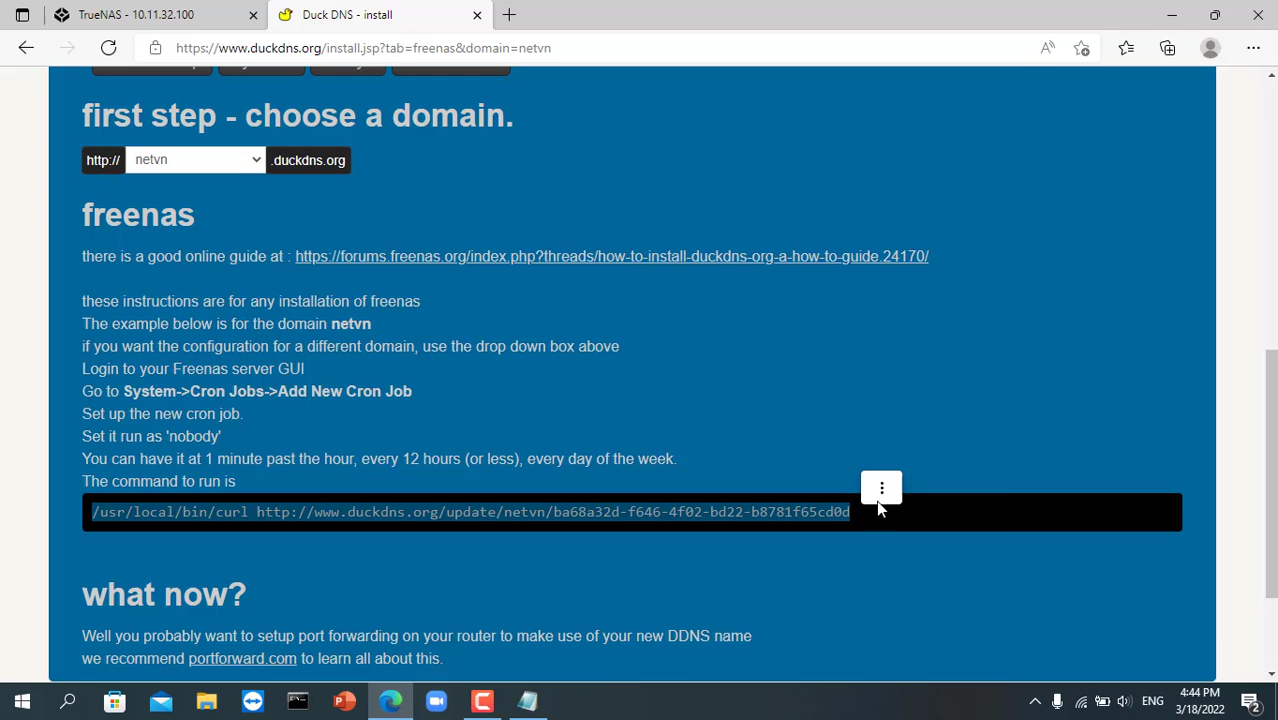 TrueNAS - 10.11.32.100
Duck DNS - install
https://www.duckdns.org/install.jsp?tab=freenas&domain=netvn
first step - choose a domain.
http:// netvn .duckdns.org
freenas
there is a good online guide at : https://forums.freenas.org/index.php?threads/how-to-install-duckdns-org-a-how-to-guide.24170/
these instructions are for any installation of freenas
The example below is for the domain netvn
if you want the configuration for a different domain, use the drop down box above
Login to your Freenas server GUI
Go to System->Cron Jobs->Add New Cron Job
Set up the new cron job.
Set it run as 'nobody'
You can have it at 1 minute past the hour, every 12 hours (or less), every day of the week.
The command to run is
/usr/local/bin/curl http://www.duckdns.org/update/netvn/ba68a32d-f646-4f02-bd22-b8781f65cd0d
what now?
Well you probably want to setup port forwarding on your router to make use of your new DDNS name
we recommend portforward.com to learn all about this.
ENG
4:44 PM
3/18/2022
2